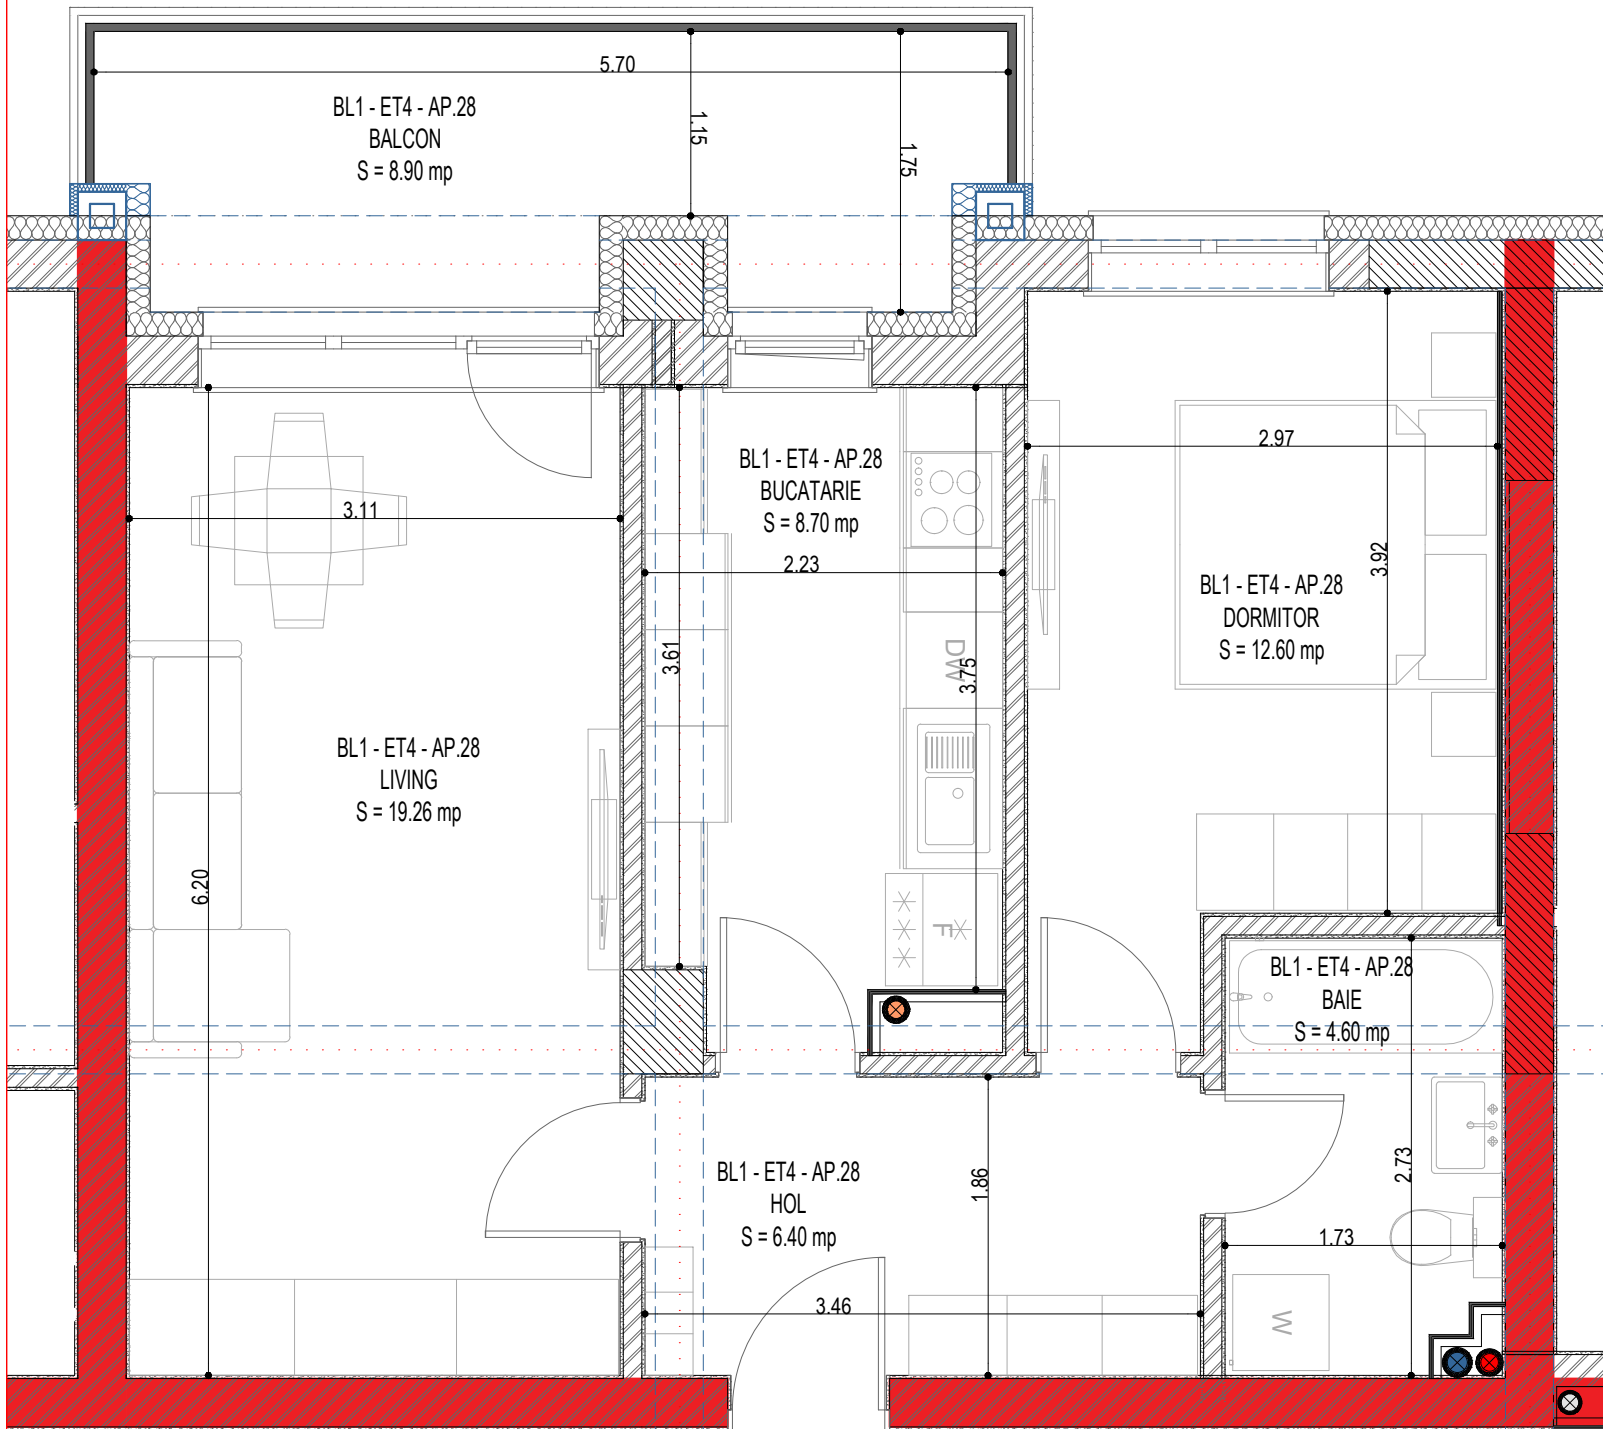 5.70
BL1 - ET4 - AP.28
BALCON
S = 8.90 mp
1.15
1.75
BL1 - ET4 - AP.28
BUCATARIE
S = 8.70 mp
2.97
3.11
2.23
3.92
BL1 - ET4 - AP.28
DORMITOR
S = 12.60 mp
3.61
DW
3.75
BL1 - ET4 - AP.28
LIVING
S = 19.26 mp
6.20
F
BL1 - ET4 - AP.28
BAIE
S = 4.60 mp
BL1 - ET4 - AP.28
HOL
S = 6.40 mp
1.86
2.73
1.73
3.46
W